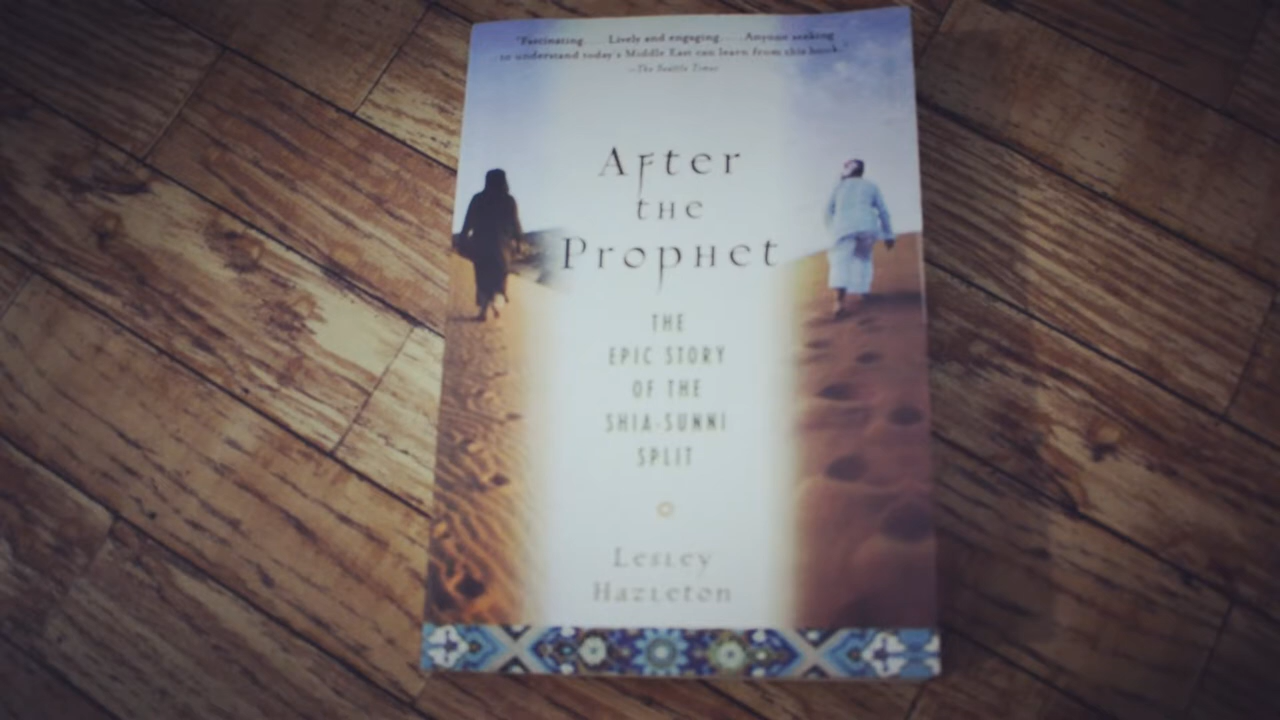 "Fascinating.... Lively and engaging.... Anyone seeking
to understand today's Middle East can learn from this book."
—The Seattle Times
After
the
Prophet
THE
EPIC STORY
OF THE
SHIA-SUNNI
SPLIT
Lesley
Hazleton